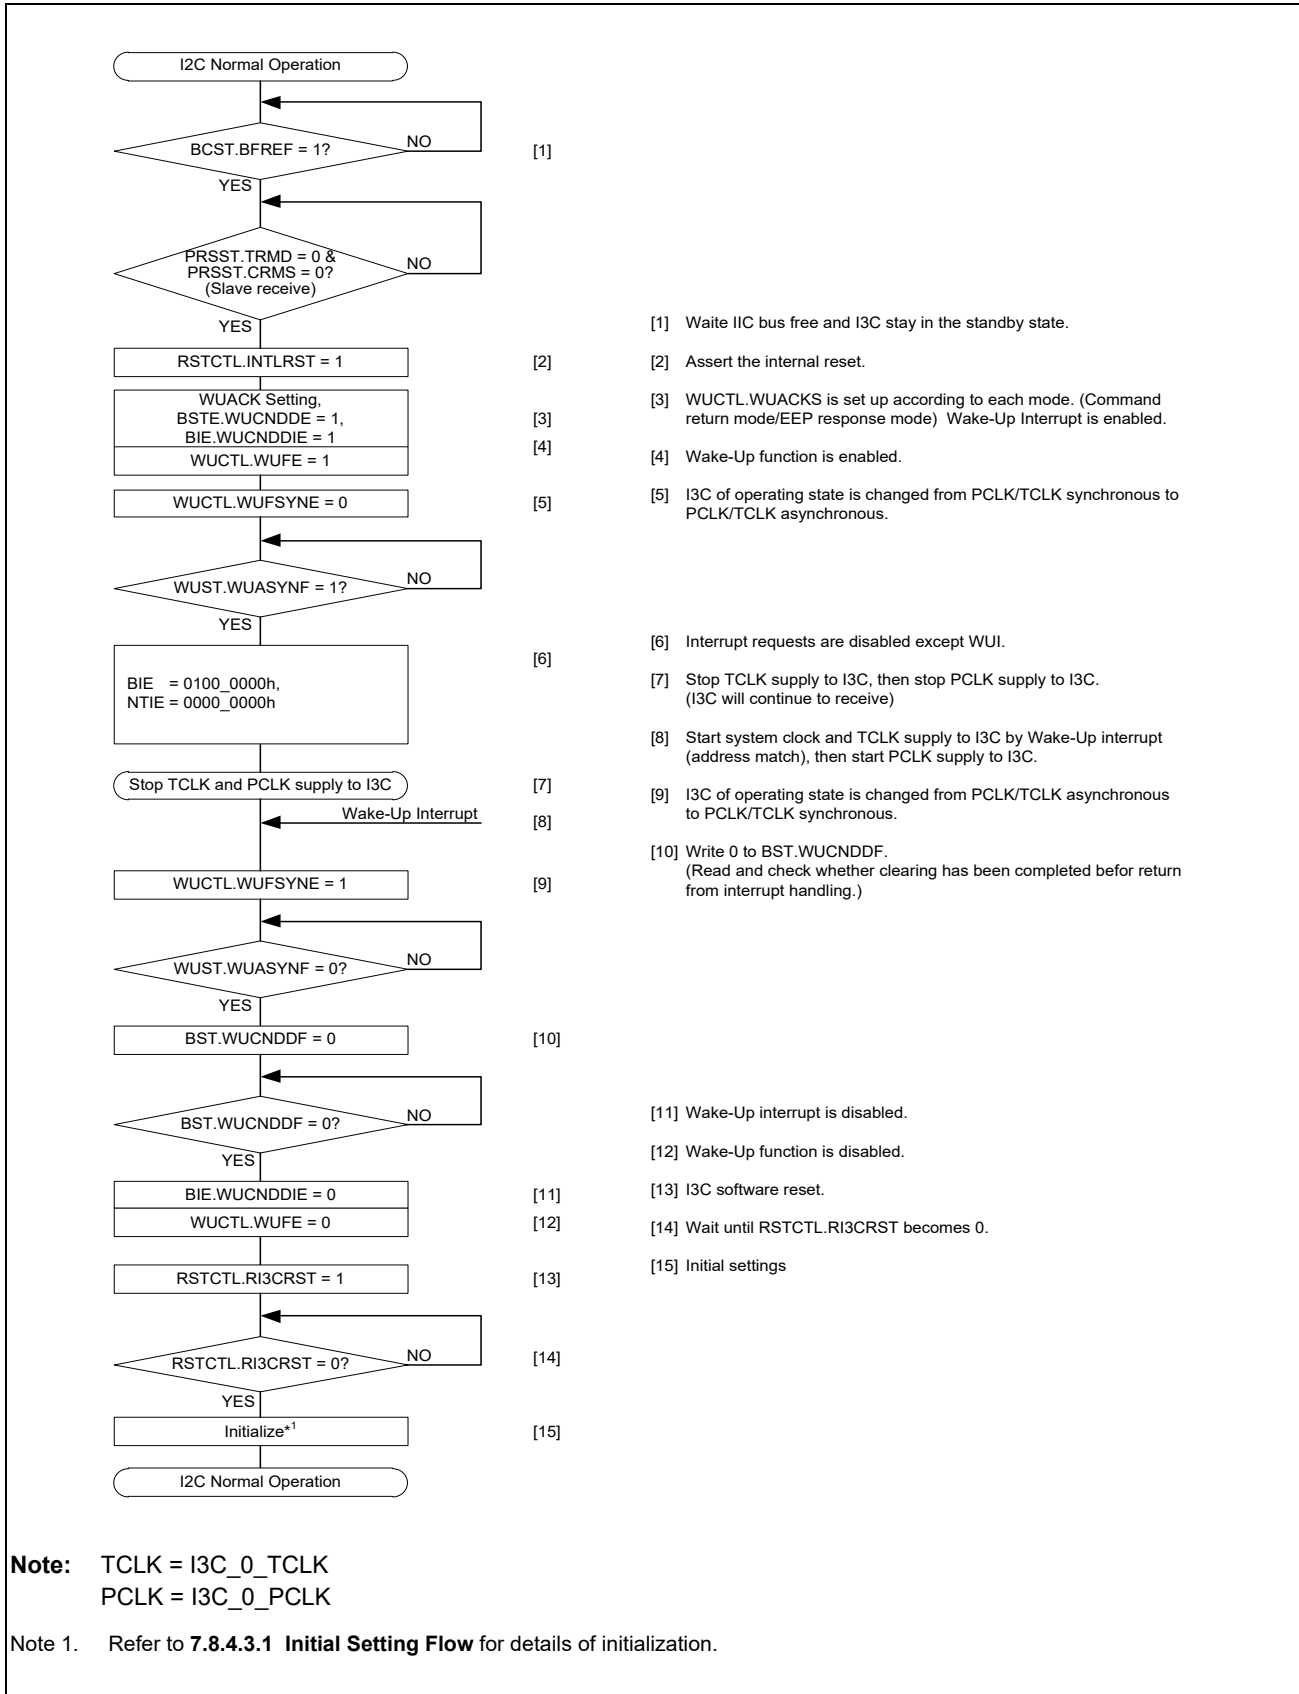 I2C Normal Operation
BCST.BFREF = 1?
NO
[1]
YES
PRSST.TRMD = 0 &
PRSST.CRMS = 0?
(Slave receive)
NO
YES
RSTCTL.INTLRST = 1
[2]
WUACK Setting,
BSTE.WUCNDDE = 1,
BIE.WUCNDDIE = 1
[3]
WUCTL.WUFE = 1
[4]
WUCTL.WUFSYNE = 0
[5]
WUST.WUASYNF = 1?
NO
YES
BIE = 0100_0000h,
NTIE = 0000_0000h
[6]
Stop TCLK and PCLK supply to I3C
[7]
Wake-Up Interrupt
[8]
WUCTL.WUFSYNE = 1
[9]
WUST.WUASYNF = 0?
NO
YES
BST.WUCNDDF = 0
[10]
BST.WUCNDDF = 0?
NO
YES
BIE.WUCNDDIE = 0
[11]
WUCTL.WUFE = 0
[12]
RSTCTL.RI3CRST = 1
[13]
RSTCTL.RI3CRST = 0?
NO
[14]
YES
Initialize*1
[15]
I2C Normal Operation
[1] Waite IIC bus free and I3C stay in the standby state.
[2] Assert the internal reset.
[3] WUCTL.WUACKS is set up according to each mode. (Command
return mode/EEP response mode) Wake-Up Interrupt is enabled.
[4] Wake-Up function is enabled.
[5] I3C of operating state is changed from PCLK/TCLK synchronous to
PCLK/TCLK asynchronous.
[6] Interrupt requests are disabled except WUI.
[7] Stop TCLK supply to I3C, then stop PCLK supply to I3C.
(I3C will continue to receive)
[8] Start system clock and TCLK supply to I3C by Wake-Up interrupt
(address match), then start PCLK supply to I3C.
[9] I3C of operating state is changed from PCLK/TCLK asynchronous
to PCLK/TCLK synchronous.
[10] Write 0 to BST.WUCNDDF.
(Read and check whether clearing has been completed befor return
from interrupt handling.)
[11] Wake-Up interrupt is disabled.
[12] Wake-Up function is disabled.
[13] I3C software reset.
[14] Wait until RSTCTL.RI3CRST becomes 0.
[15] Initial settings
Note: TCLK = I3C_0_TCLK
PCLK = I3C_0_PCLK
Note 1. Refer to 7.8.4.3.1 Initial Setting Flow for details of initialization.